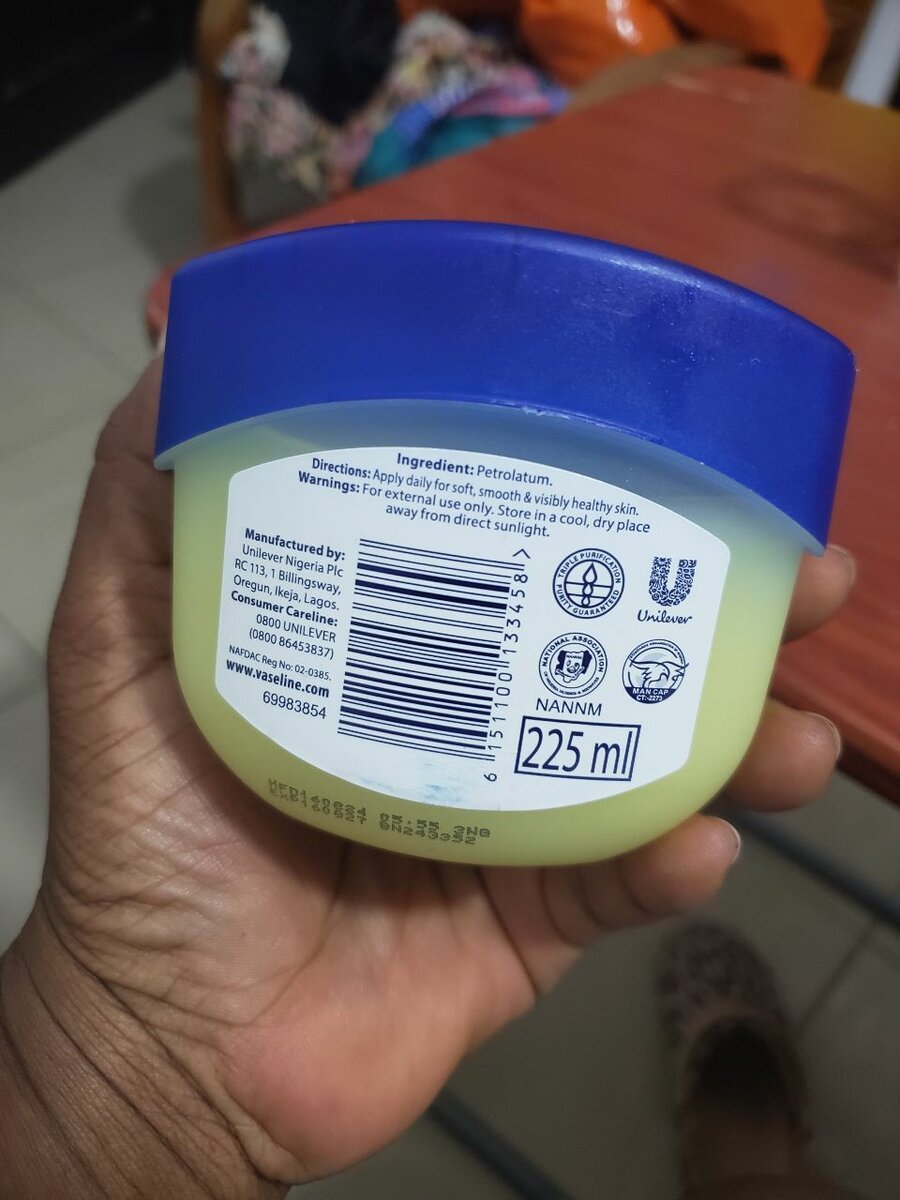 Ingredient: Petrolatum.
Directions: Apply daily for soft, smooth & visibly healthy skin.
Warnings: For external use only. Store in a cool, dry place
away from direct sunlight.
Manufactured by:
Unilever Nigeria Plc
RC 113, 1 Billingsway,
Oregun, Ikeja, Lagos.
Consumer Careline:
0800 UNILEVER
(0800 86453837)
NAFDAC Reg No: 02-0385.
www.vaseline.com
69983854
6 151100 133458 >
TRIPLE PURIFICATION
PURITY GUARANTEED
Unilever
NATIONAL ASSOCIATION
NANNM
MANCAP
CT:-2273
225 ml